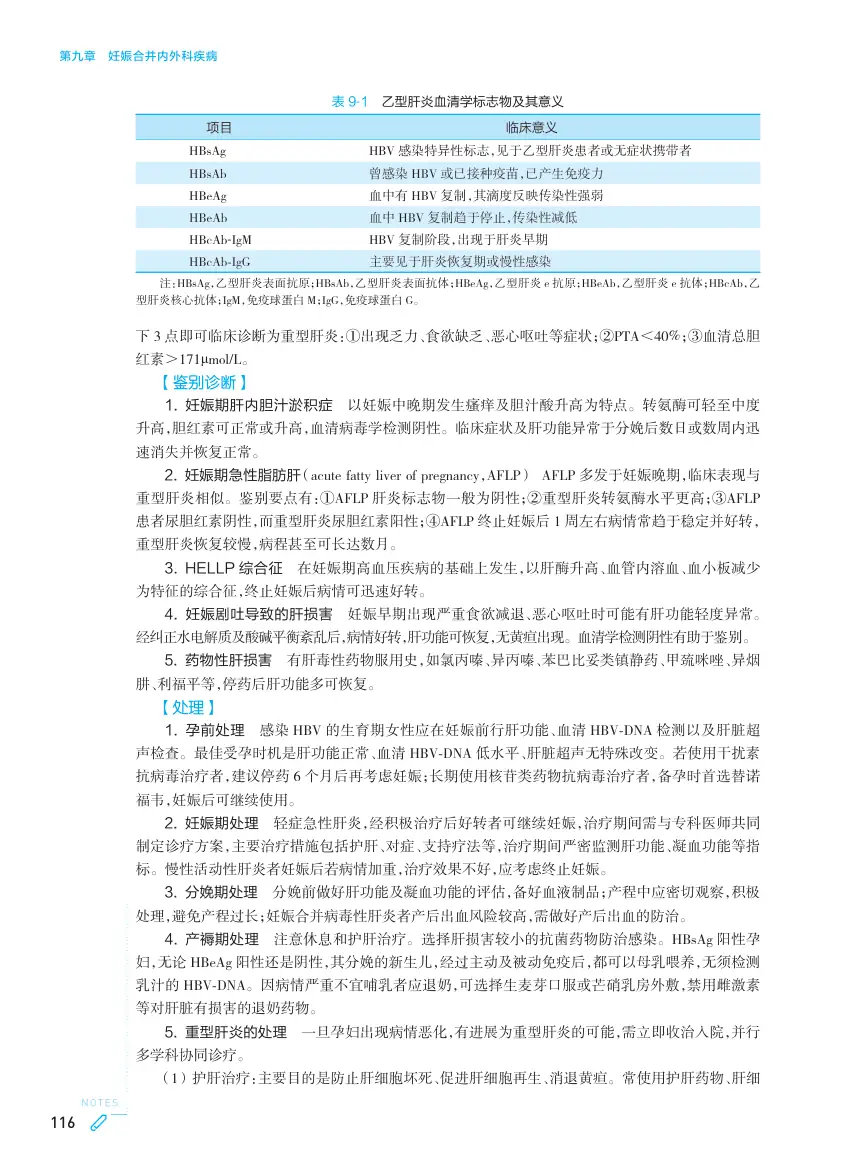 第九章 妊娠合并内外科疾病
表 9-1 乙型肝炎血清学标志物及其意义
项目 临床意义
HBsAg HBV 感染特异性标志,见于乙型肝炎患者或无症状携带者
HBsAb 曾感染 HBV 或已接种疫苗,已产生免疫力
HBeAg 血中有 HBV 复制,其滴度反映传染性强弱
HBeAb 血中 HBV 复制趋于停止,传染性减低
HBcAb-IgM HBV 复制阶段,出现于肝炎早期
HBcAb-IgG 主要见于肝炎恢复期或慢性感染
注:HBsAg,乙型肝炎表面抗原;HBsAb,乙型肝炎表面抗体;HBeAg,乙型肝炎 e 抗原;HBeAb,乙型肝炎 e 抗体;HBcAb,乙
型肝炎核心抗体;IgM,免疫球蛋白 M;IgG,免疫球蛋白 G。
下 3 点即可临床诊断为重型肝炎:①出现乏力、食欲缺乏、恶心呕吐等症状;②PTA＜40%;③血清总胆
红素＞171μmol/L。
【鉴别诊断】
1. 妊娠期肝内胆汁淤积症 以妊娠中晚期发生瘙痒及胆汁酸升高为特点。转氨酶可轻至中度
升高,胆红素可正常或升高,血清病毒学检测阴性。临床症状及肝功能异常于分娩后数日或数周内迅
速消失并恢复正常。
2. 妊娠期急性脂肪肝(acute fatty liver of pregnancy,AFLP) AFLP 多发于妊娠晚期,临床表现与
重型肝炎相似。鉴别要点有:①AFLP 肝炎标志物一般为阴性;②重型肝炎转氨酶水平更高;③AFLP
患者尿胆红素阴性,而重型肝炎尿胆红素阳性;④AFLP 终止妊娠后 1 周左右病情常趋于稳定并好转,
重型肝炎恢复较慢,病程甚至可长达数月。
3. HELLP 综合征 在妊娠期高血压疾病的基础上发生,以肝酶升高、血管内溶血、血小板减少
为特征的综合征,终止妊娠后病情可迅速好转。
4. 妊娠剧吐导致的肝损害 妊娠早期出现严重食欲减退、恶心呕吐时可能有肝功能轻度异常。
经纠正水电解质及酸碱平衡紊乱后,病情好转,肝功能可恢复,无黄疸出现。血清学检测阴性有助于鉴别。
5. 药物性肝损害 有肝毒性药物服用史,如氯丙嗪、异丙嗪、苯巴比妥类镇静药、甲巯咪唑、异烟
肼、利福平等,停药后肝功能多可恢复。
【处理】
1. 孕前处理 感染 HBV 的生育期女性应在妊娠前行肝功能、血清 HBV-DNA 检测以及肝脏超
声检查。最佳受孕时机是肝功能正常、血清 HBV-DNA 低水平、肝脏超声无特殊改变。若使用干扰素
抗病毒治疗者,建议停药 6 个月后再考虑妊娠;长期使用核苷类药物抗病毒治疗者,备孕时首选替诺
福韦,妊娠后可继续使用。
2. 妊娠期处理 轻症急性肝炎,经积极治疗后好转者可继续妊娠,治疗期间需与专科医师共同
制定诊疗方案,主要治疗措施包括护肝、对症、支持疗法等,治疗期间严密监测肝功能、凝血功能等指
标。慢性活动性肝炎者妊娠后若病情加重,治疗效果不好,应考虑终止妊娠。
3. 分娩期处理 分娩前做好肝功能及凝血功能的评估,备好血液制品;产程中应密切观察,积极
处理,避免产程过长;妊娠合并病毒性肝炎者产后出血风险较高,需做好产后出血的防治。
4. 产褥期处理 注意休息和护肝治疗。选择肝损害较小的抗菌药物防治感染。HBsAg 阳性孕
妇,无论 HBeAg 阳性还是阴性,其分娩的新生儿,经过主动及被动免疫后,都可以母乳喂养,无须检测
乳汁的 HBV-DNA。因病情严重不宜哺乳者应退奶,可选择生麦芽口服或芒硝乳房外敷,禁用雌激素
等对肝脏有损害的退奶药物。
5. 重型肝炎的处理 一旦孕妇出现病情恶化,有进展为重型肝炎的可能,需立即收治入院,并行
多学科协同诊疗。
(1) 护肝治疗:主要目的是防止肝细胞坏死、促进肝细胞再生、消退黄疸。常使用护肝药物、肝细
NOTES
116